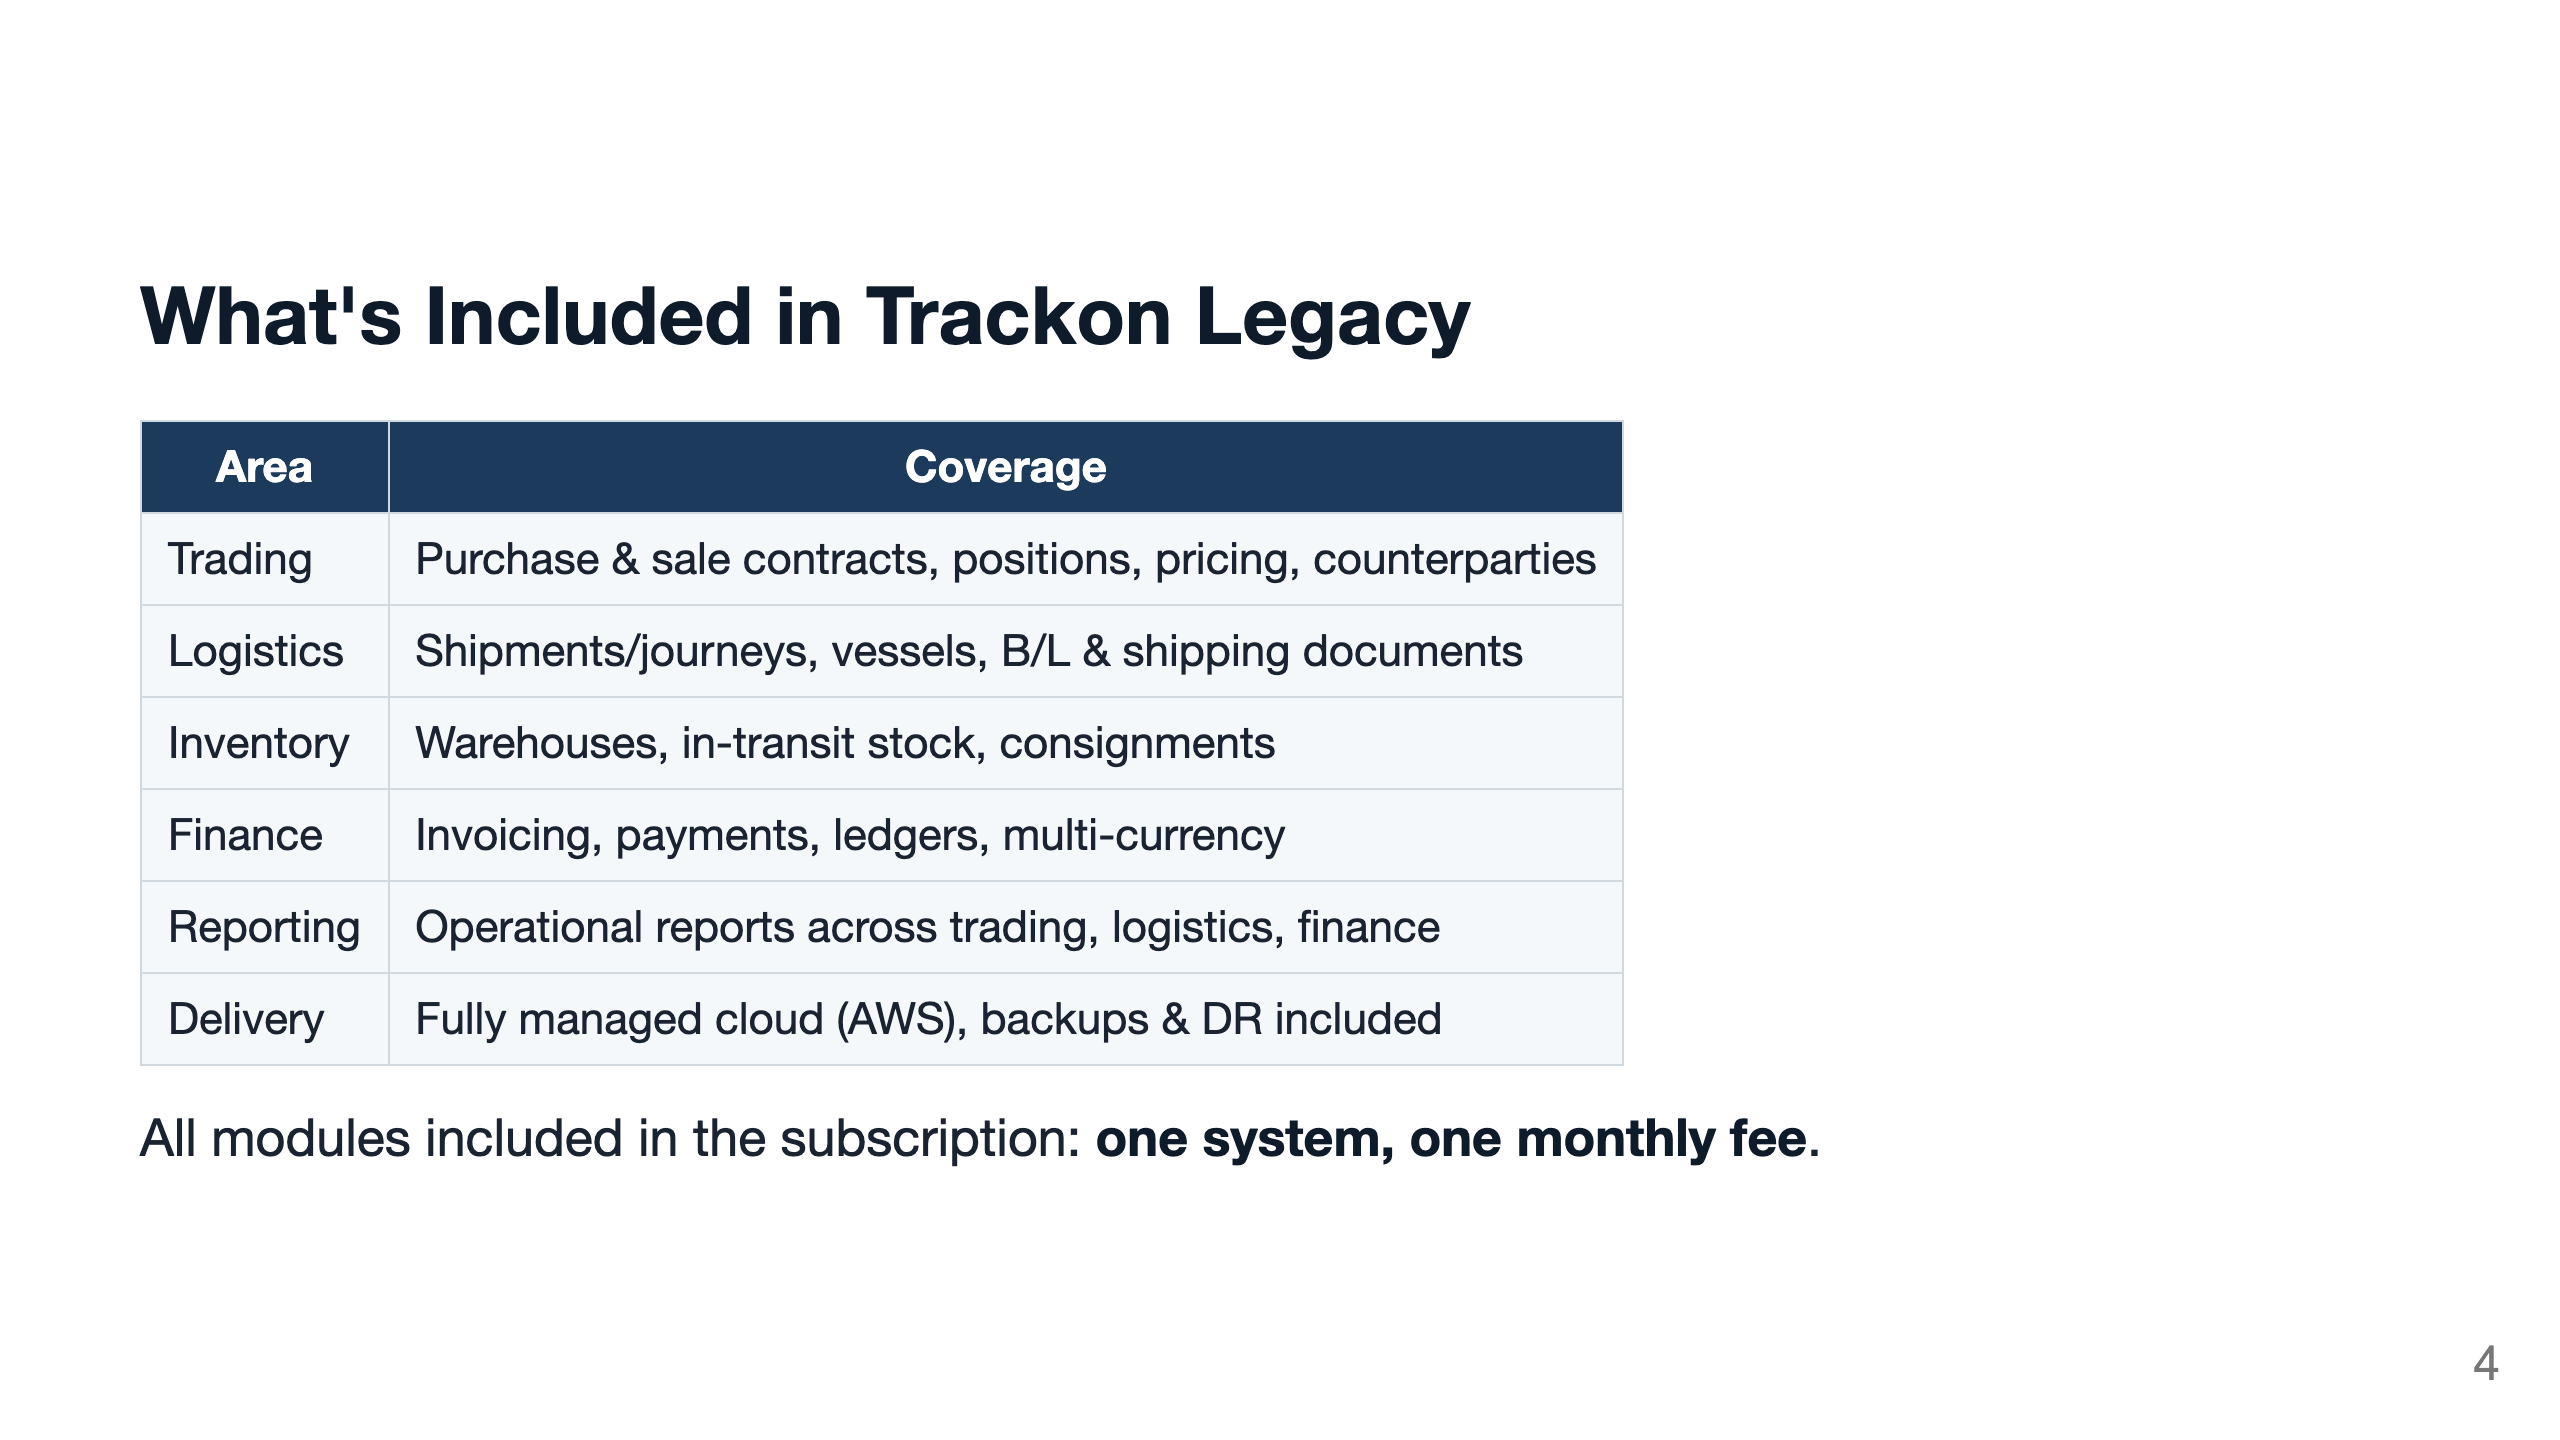 What's Included in Trackon Legacy
Area Coverage
Trading Purchase & sale contracts, positions, pricing, counterparties
Logistics Shipments/journeys, vessels, B/L & shipping documents
Inventory Warehouses, in-transit stock, consignments
Finance Invoicing, payments, ledgers, multi-currency
Reporting Operational reports across trading, logistics, finance
Delivery Fully managed cloud (AWS), backups & DR included
All modules included in the subscription: one system, one monthly fee.
4